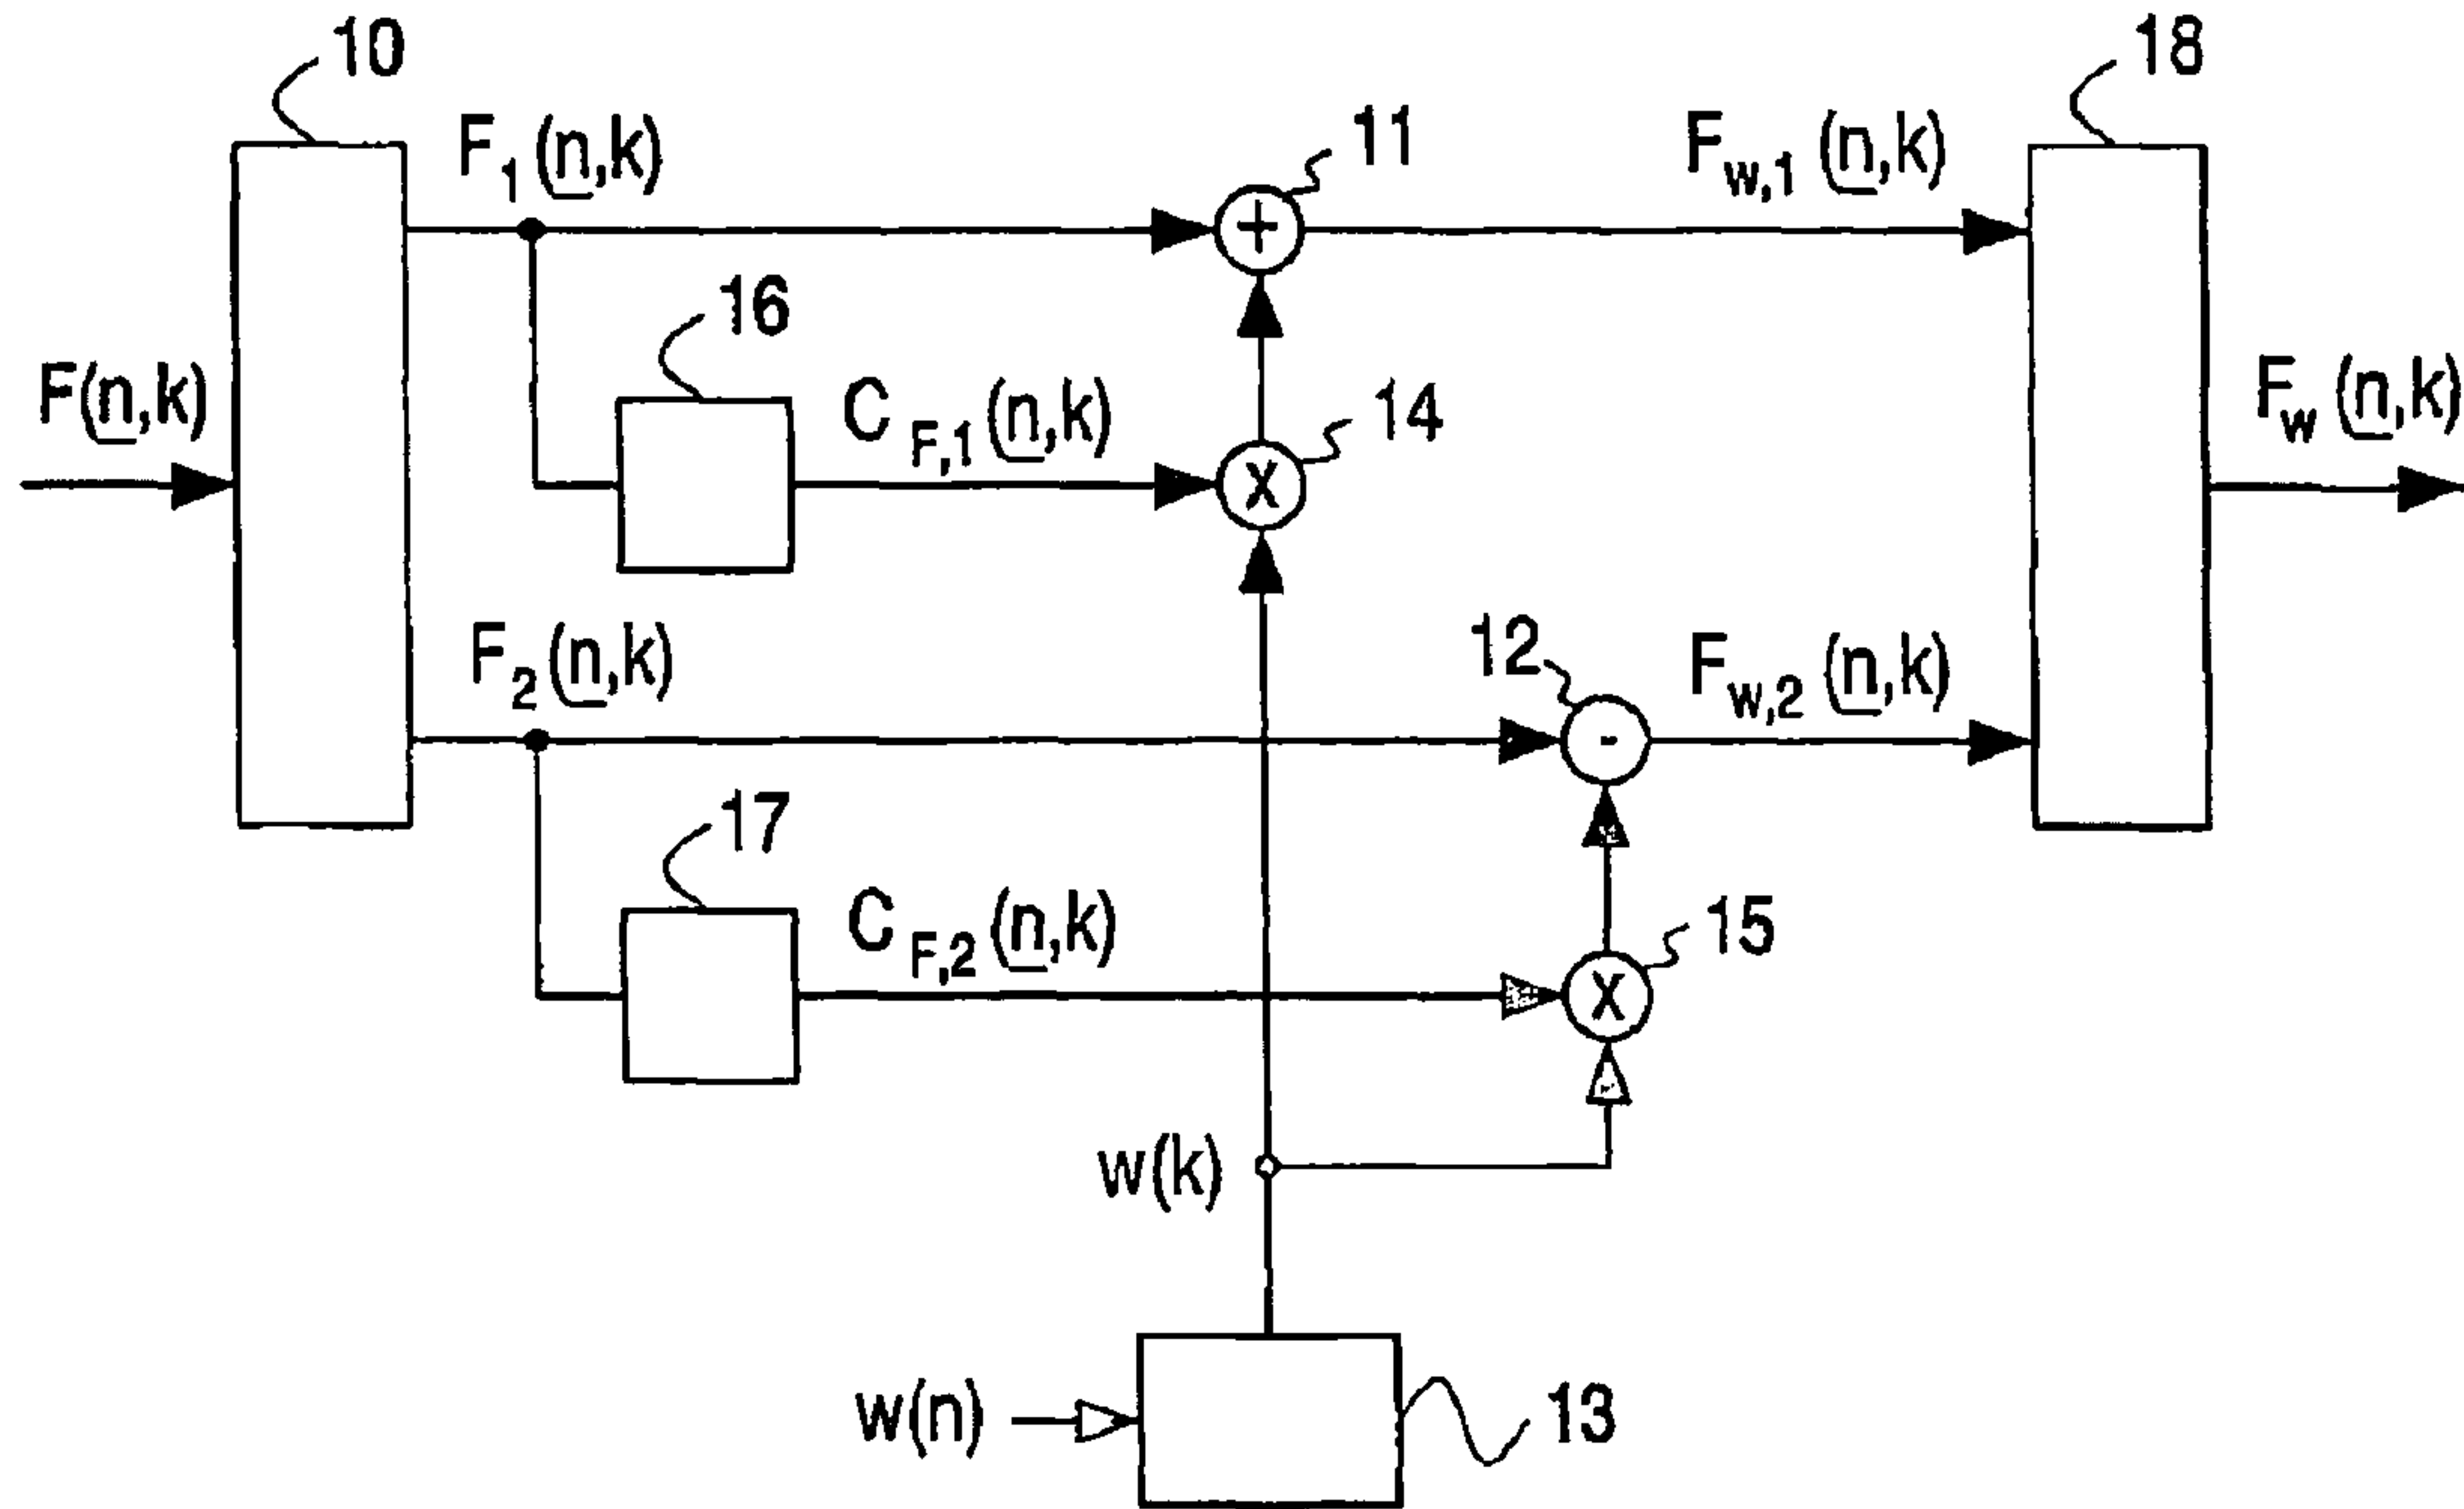 10
18
F1(n,k)
11
Fw,1(n,k)
+
16
F(n,k)
CF,1(n,k)
14
Fw(n,k)
X
F2(n,k)
12
Fw,2(n,k)
-
17
CF,2(n,k)
15
X
w(k)
w(n)
13